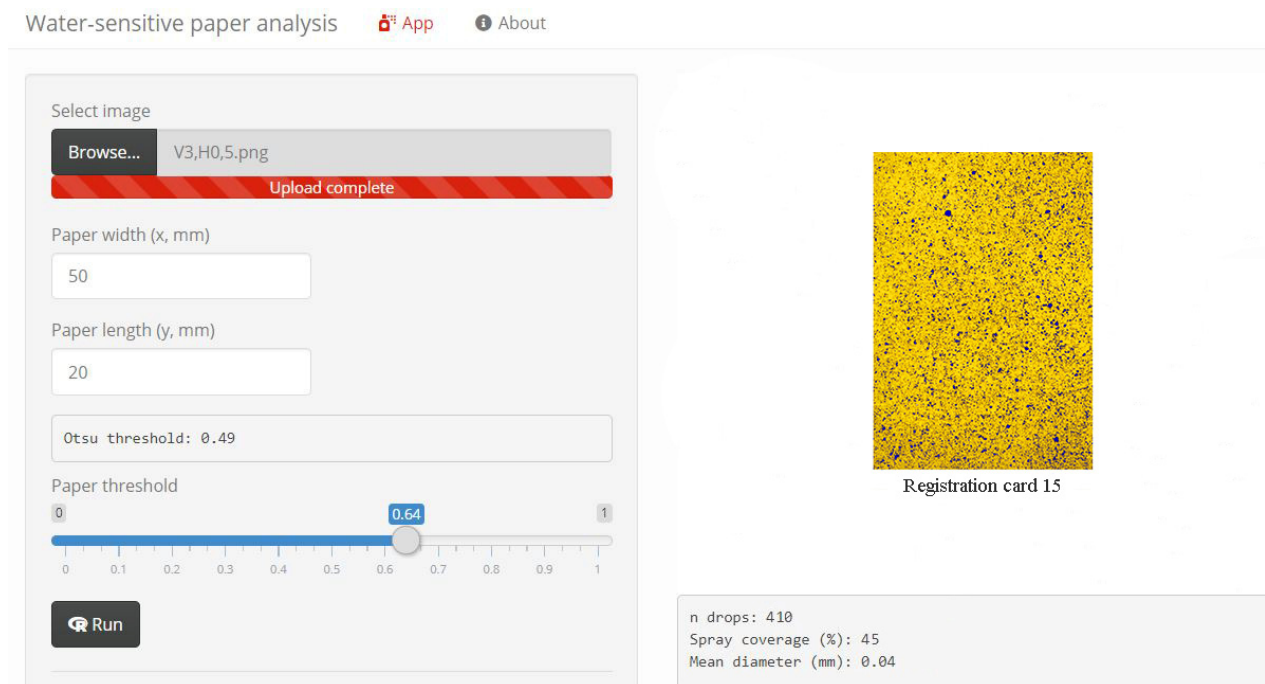 Water-sensitive paper analysis App About
Select image
Browse... V3,H0,5.png
Upload complete
Paper width (x, mm)
50
Paper length (y, mm)
20
Otsu threshold: 0.49
Paper threshold
0 0.64 1
0 0.1 0.2 0.3 0.4 0.5 0.6 0.7 0.8 0.9 1
Run
Registration card 15
n drops: 410
Spray coverage (%): 45
Mean diameter (mm): 0.04